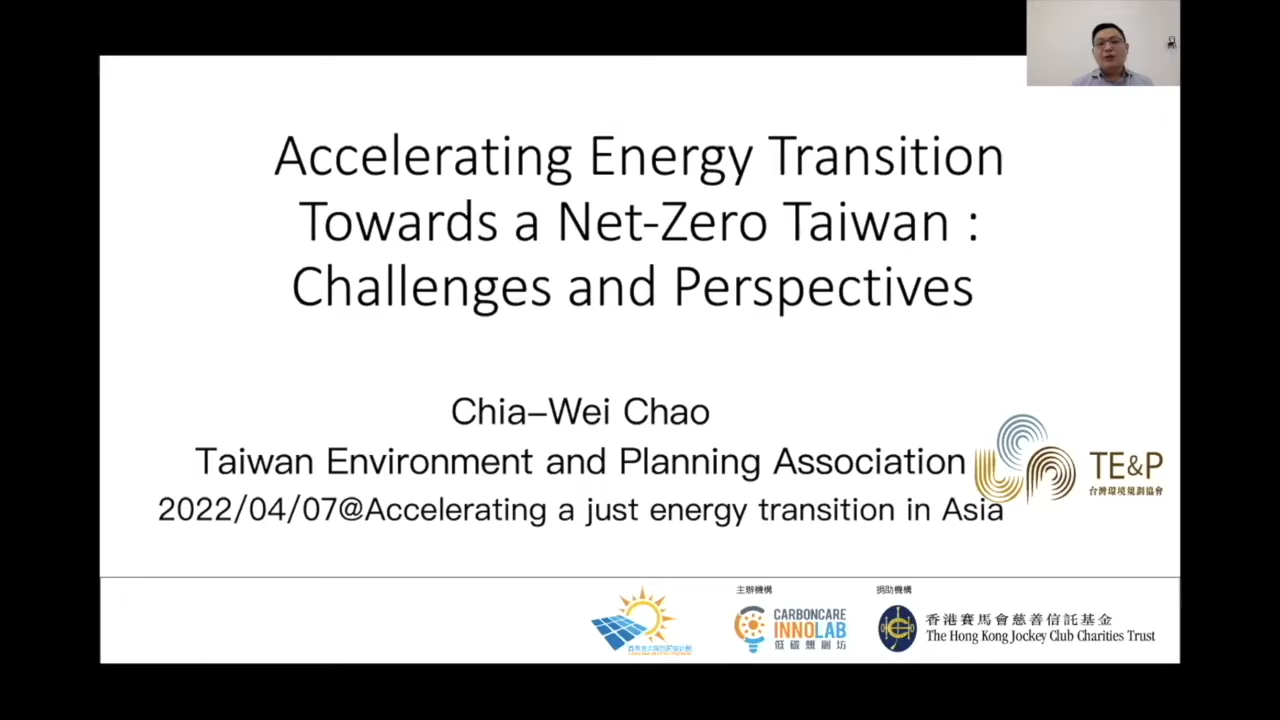 Accelerating Energy Transition
Towards a Net-Zero Taiwan :
Challenges and Perspectives
Chia-Wei Chao
Taiwan Environment and Planning Association
2022/04/07@Accelerating a just energy transition in Asia
TE&P
台灣環境規劃協會
主辦機構
CARBONCARE
INNOLAB
低碳想創坊
捐助機構
香港賽馬會慈善信託基金
The Hong Kong Jockey Club Charities Trust